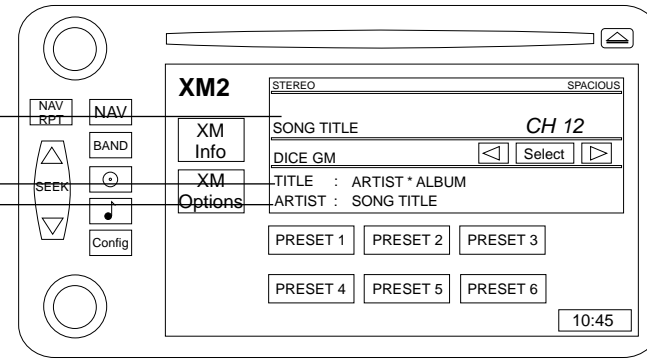 XM2
STEREO SPACIOUS
NAV RPT
NAV
SONG TITLE CH 12
XM Info
BAND
DICE GM Select
SEEK
XM Options
TITLE : ARTIST * ALBUM
ARTIST : SONG TITLE
Config
PRESET 1 PRESET 2 PRESET 3
PRESET 4 PRESET 5 PRESET 6
10:45